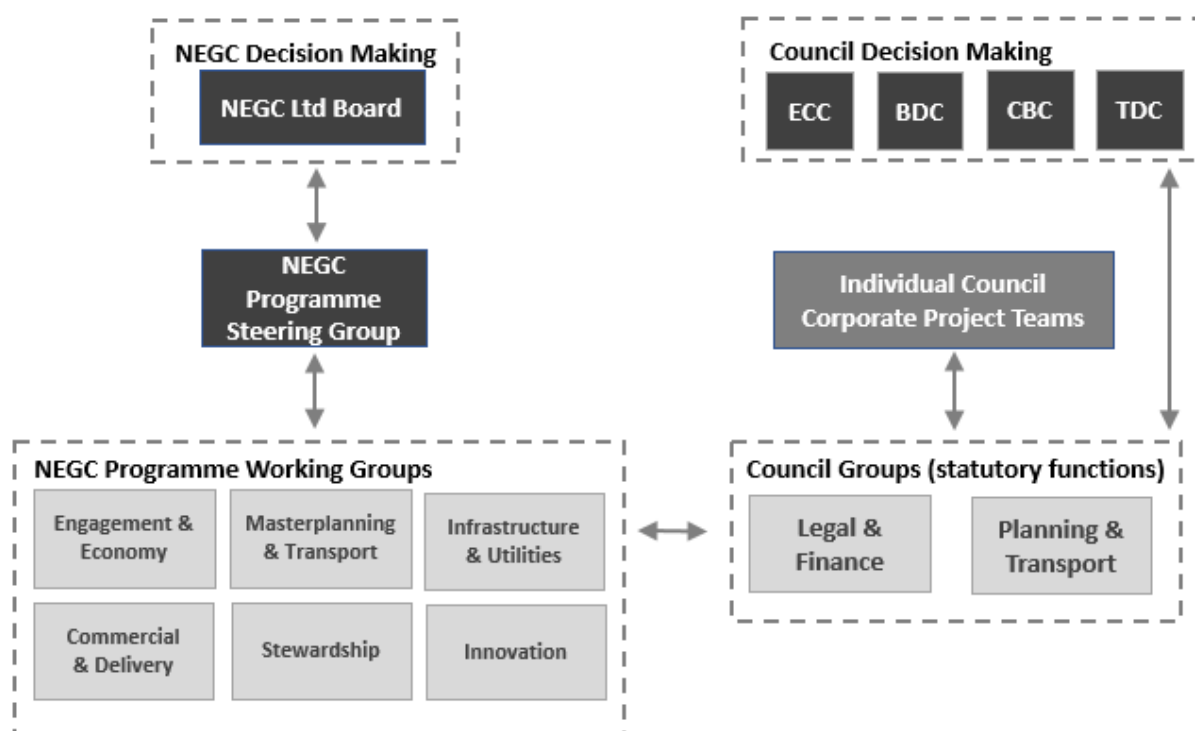 NEGC Decision Making
NEGC Ltd Board
Council Decision Making
ECC
BDC
CBC
TDC
NEGC
Programme
Steering Group
Individual Council
Corporate Project Teams
NEGC Programme Working Groups
Engagement &
Economy
Masterplanning
& Transport
Infrastructure
& Utilities
Commercial
& Delivery
Stewardship
Innovation
Council Groups (statutory functions)
Legal &
Finance
Planning &
Transport